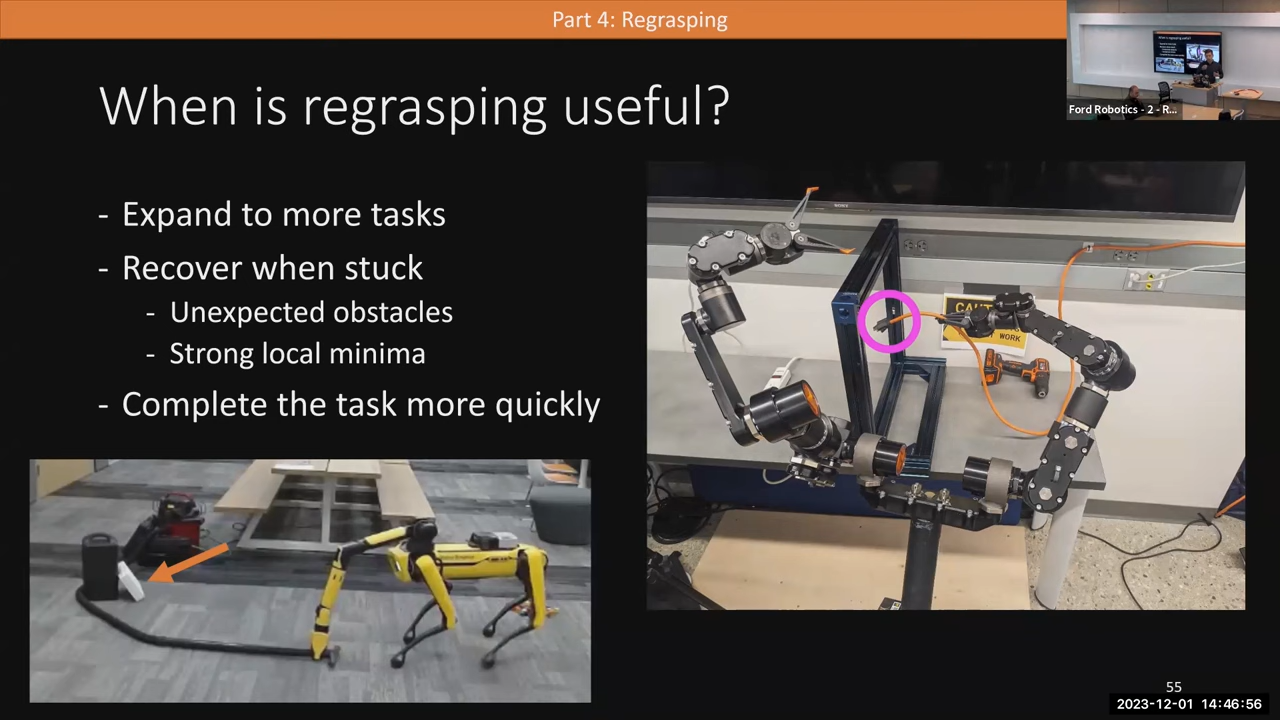 Part 4: Regrasping
Ford Robotics - 2 - R...
When is regrasping useful?
- Expand to more tasks
- Recover when stuck
- Unexpected obstacles
- Strong local minima
- Complete the task more quickly
SONY
WORK
55
2023-12-01 14:46:56